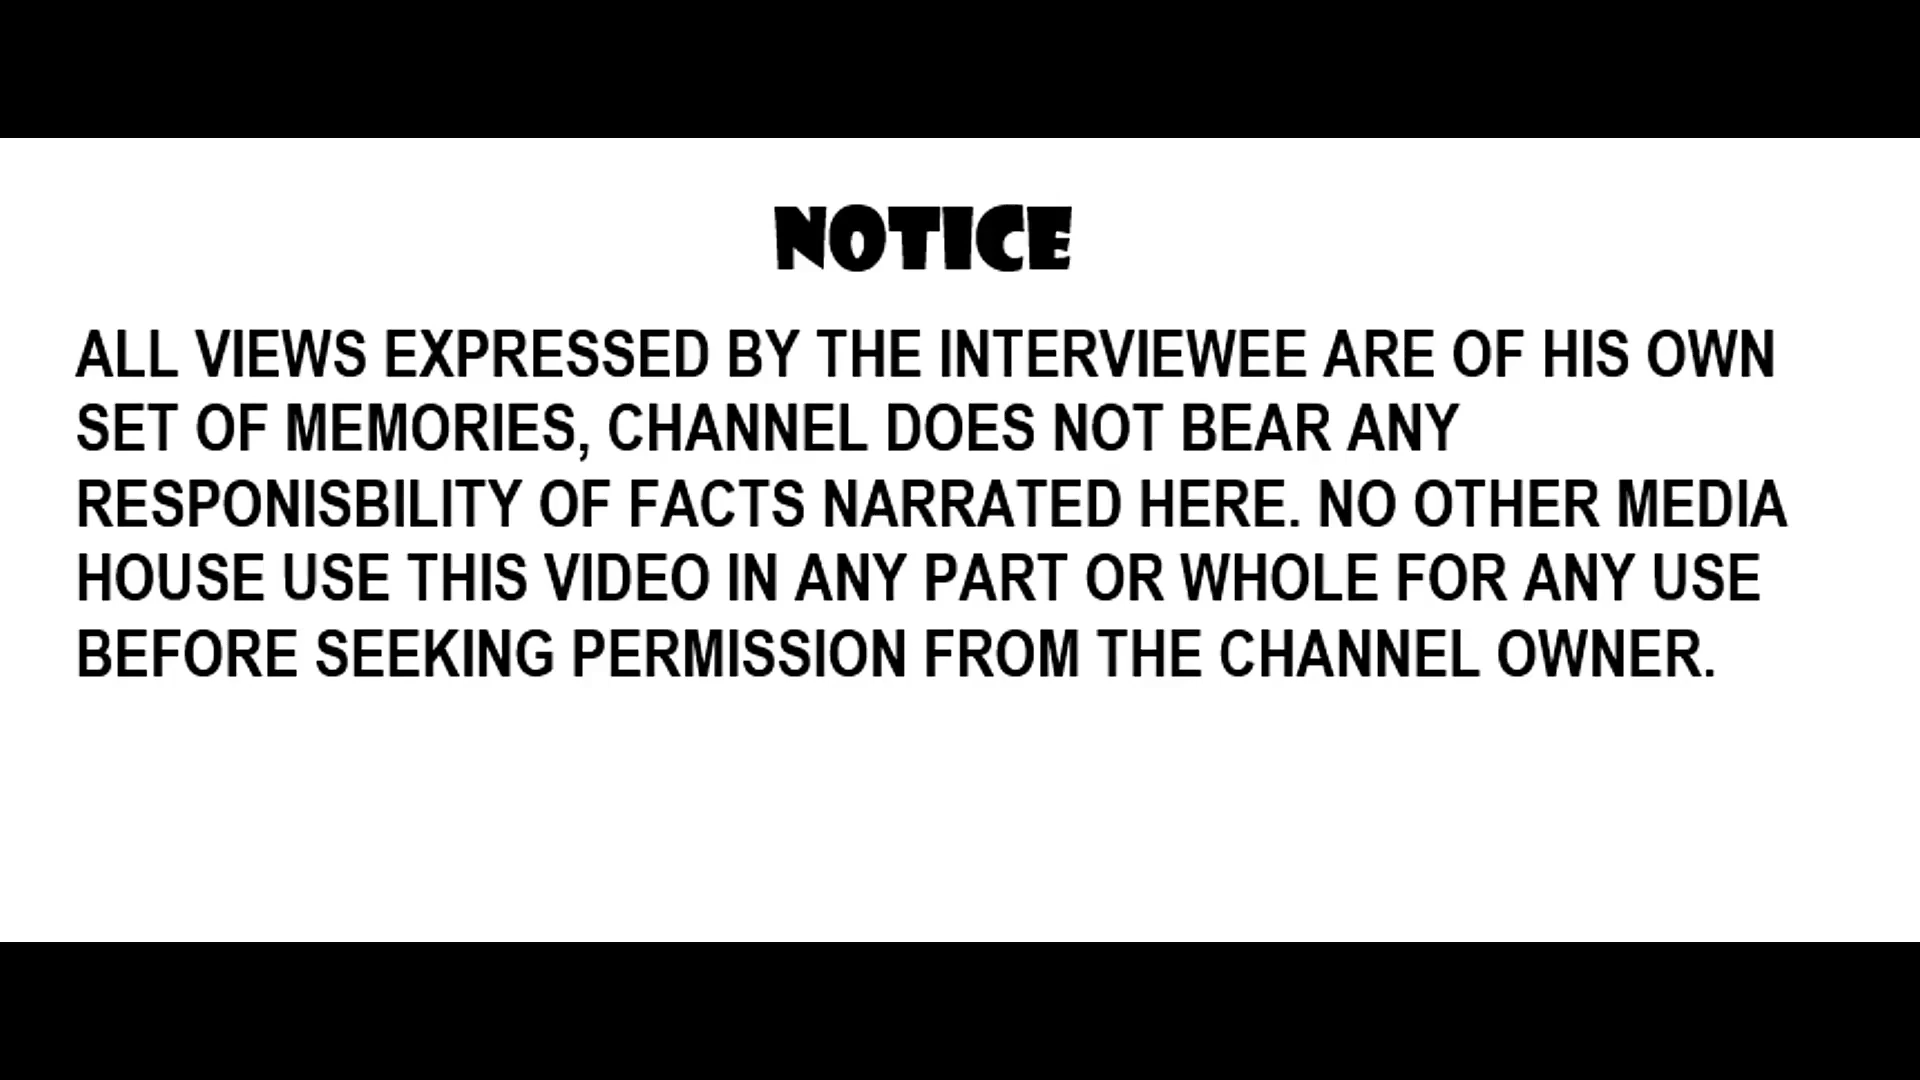 NOTICE
ALL VIEWS EXPRESSED BY THE INTERVIEWEE ARE OF HIS OWN
SET OF MEMORIES, CHANNEL DOES NOT BEAR ANY
RESPONISBILITY OF FACTS NARRATED HERE. NO OTHER MEDIA
HOUSE USE THIS VIDEO IN ANY PART OR WHOLE FOR ANY USE
BEFORE SEEKING PERMISSION FROM THE CHANNEL OWNER.